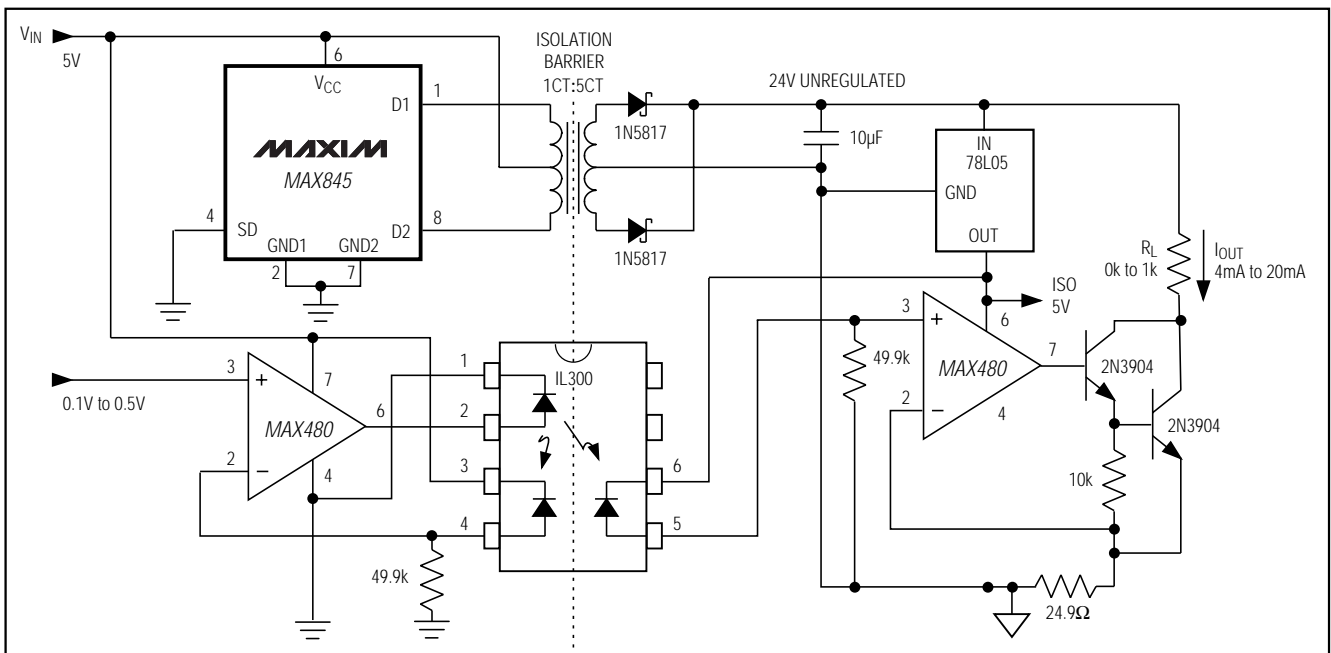 VIN
5V
6
VCC
D1
1
MAXIM
MAX845
4
SD
D2
8
GND1
GND2
2
7
ISOLATION
BARRIER
1CT:5CT
1N5817
1N5817
24V UNREGULATED
10µF
IN
78L05
GND
OUT
RL
0k to 1k
IOUT
4mA to 20mA
ISO
5V
3
+
0.1V to 0.5V
MAX480
7
6
2
−
4
49.9k
1
2
3
4
IL300
6
5
49.9k
3
+
6
MAX480
7
2
−
4
2N3904
2N3904
10k
24.9Ω